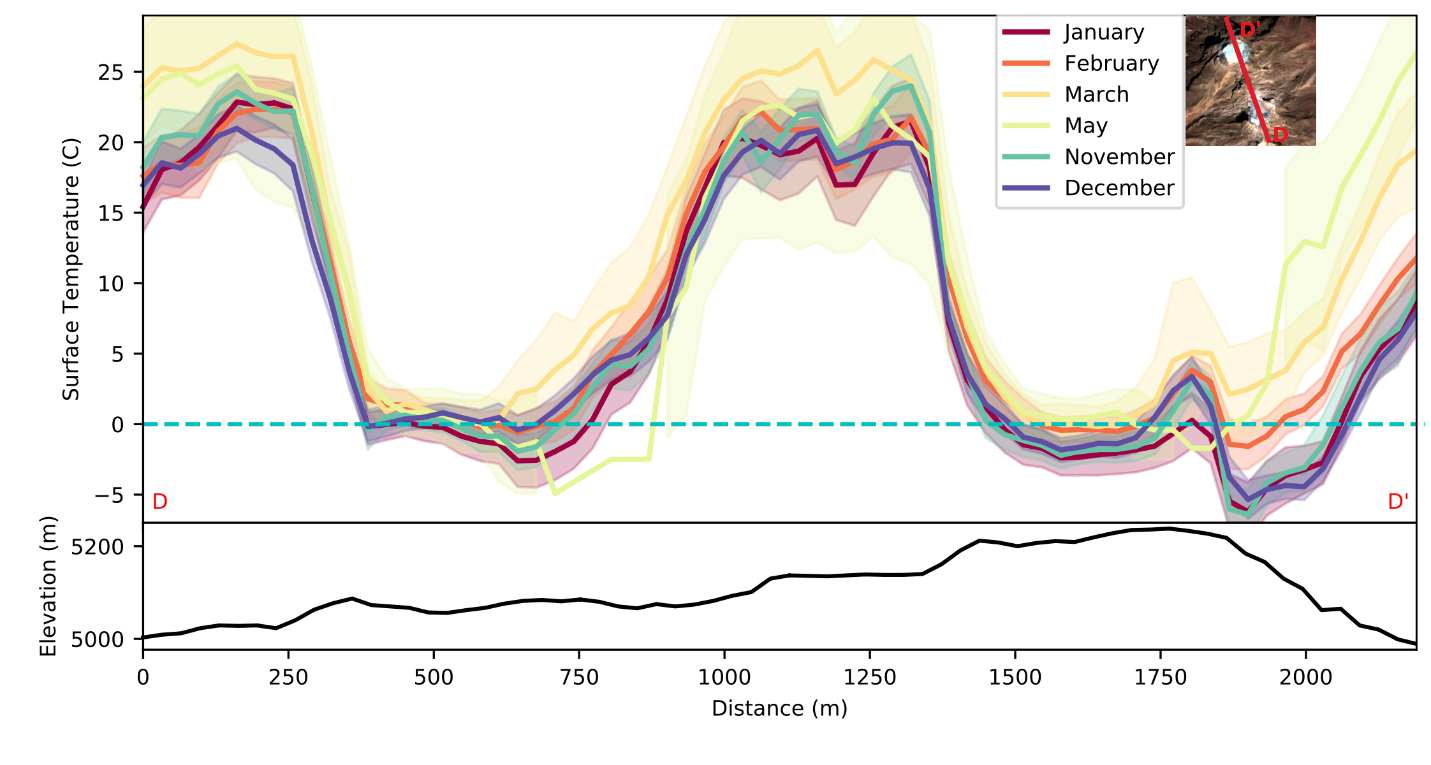 January
February
March
May
November
December
D'
D
Surface Temperature (C)
25
20
15
10
5
0
−5
D
D'
Elevation (m)
5200
5000
0
250
500
750
1000
1250
1500
1750
2000
Distance (m)